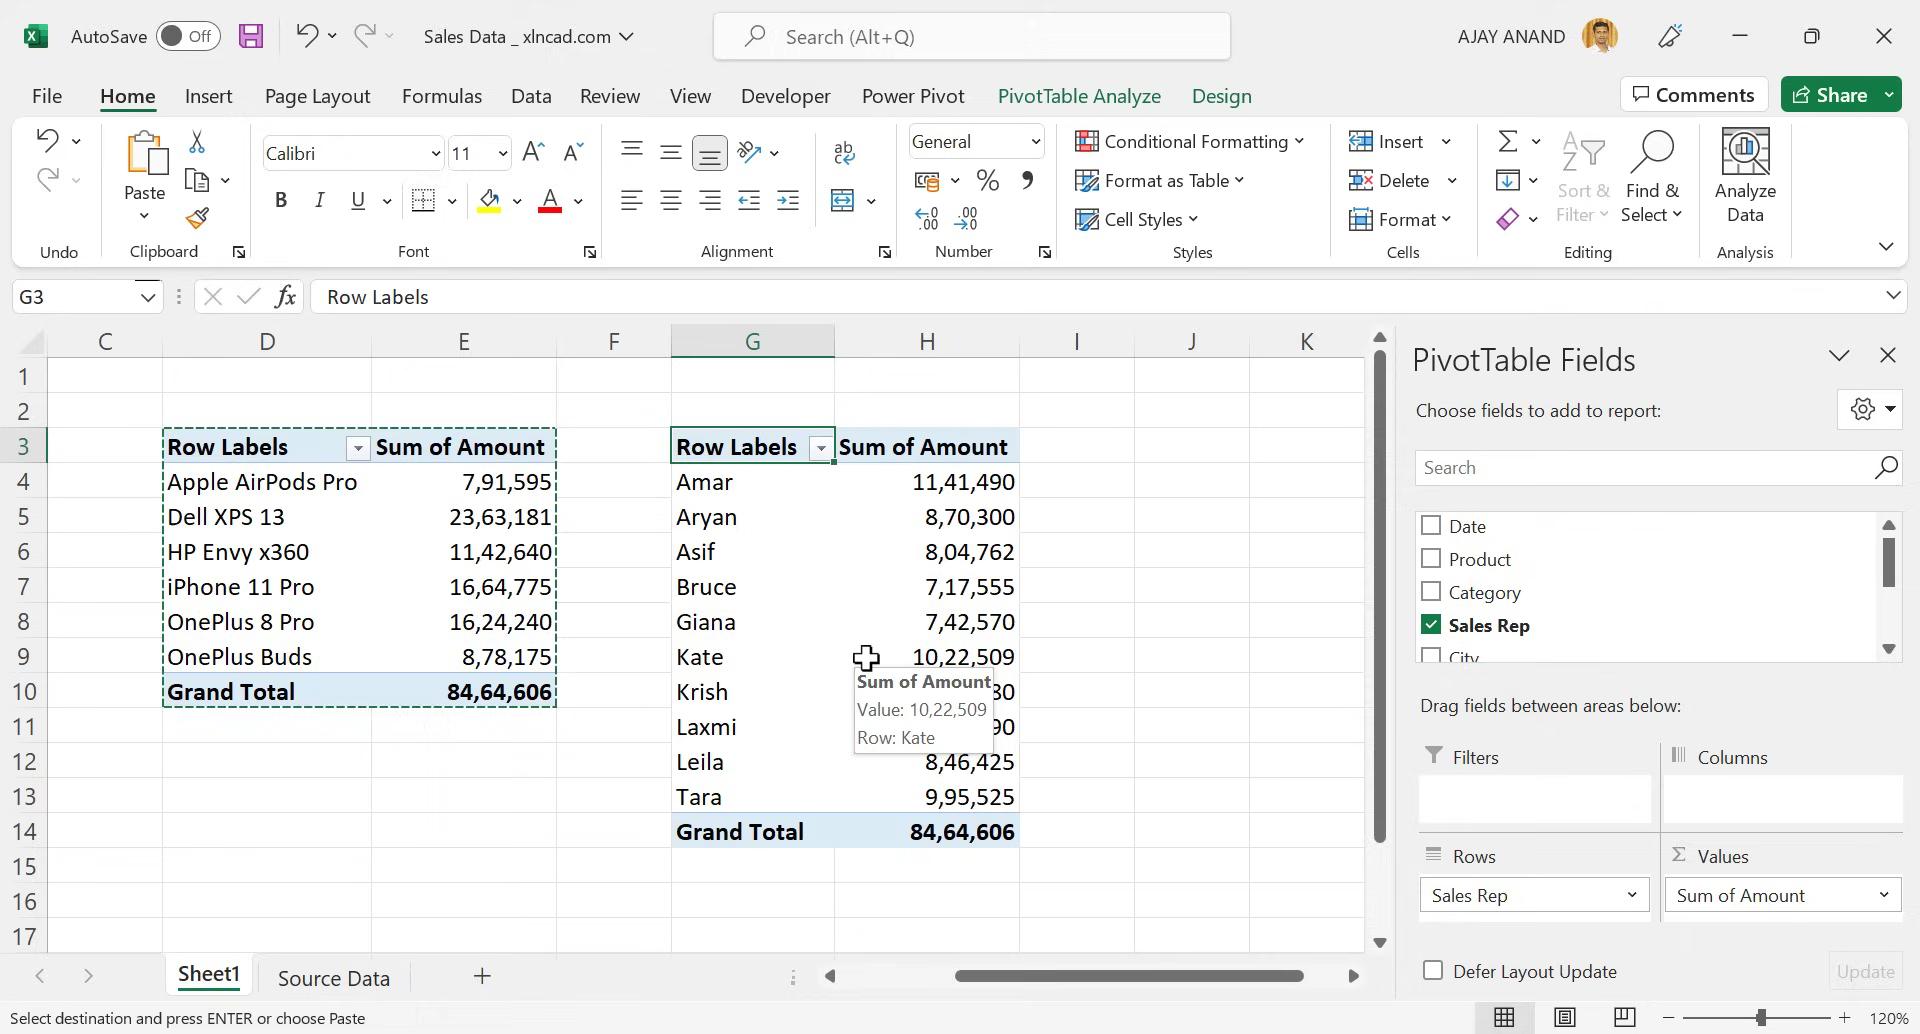 AutoSave Off Sales Data _ xlncad.com Search (Alt+Q) AJAY ANAND
File Home Insert Page Layout Formulas Data Review View Developer Power Pivot PivotTable Analyze Design Comments Share
Calibri 11 General Conditional Formatting Insert
Paste Format as Table Delete Sort & Find & Analyze
B I U Cell Styles Format Filter Select Data
Undo Clipboard Font Alignment Number Styles Cells Editing Analysis
G3 fx Row Labels
C D E F G H I J K
1
2
3 Row Labels Sum of Amount Row Labels Sum of Amount
4 Apple AirPods Pro 7,91,595 Amar 11,41,490
5 Dell XPS 13 23,63,181 Aryan 8,70,300
6 HP Envy x360 11,42,640 Asif 8,04,762
7 iPhone 11 Pro 16,64,775 Bruce 7,17,555
8 OnePlus 8 Pro 16,24,240 Giana 7,42,570
9 OnePlus Buds 8,78,175 Kate 10,22,509
10 Grand Total 84,64,606 Krish
11 Laxmi
12 Leila 8,46,425
13 Tara 9,95,525
14 Grand Total 84,64,606
15
16
17
Sum of Amount
Value: 10,22,509
Row: Kate
PivotTable Fields
Choose fields to add to report:
Search
Date
Product
Category
Sales Rep
City
Drag fields between areas below:
Filters Columns
Rows Values
Sales Rep Sum of Amount
Defer Layout Update Update
Sheet1 Source Data
Select destination and press ENTER or choose Paste 120%